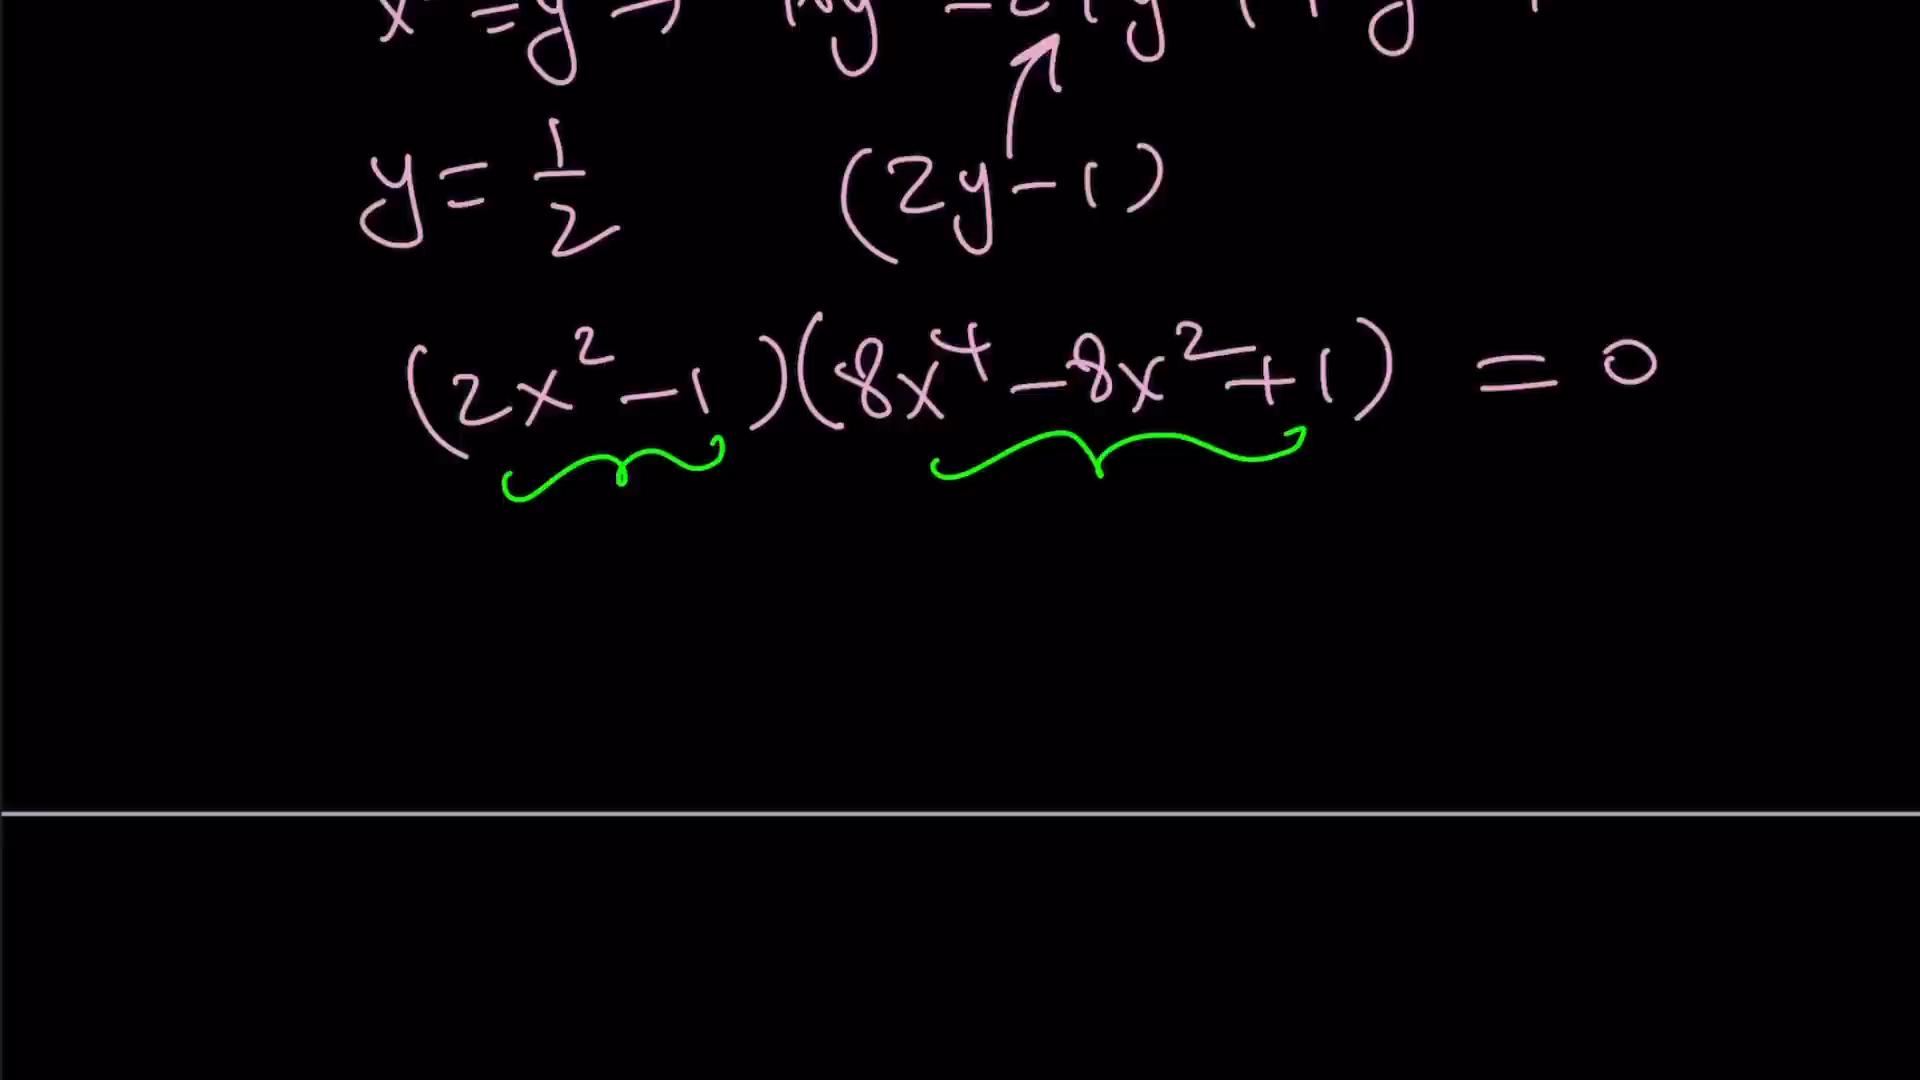 x = y →
y = 1/2 (2y - 1)
(2x² - 1)(8x⁴ - 8x² + 1) = 0